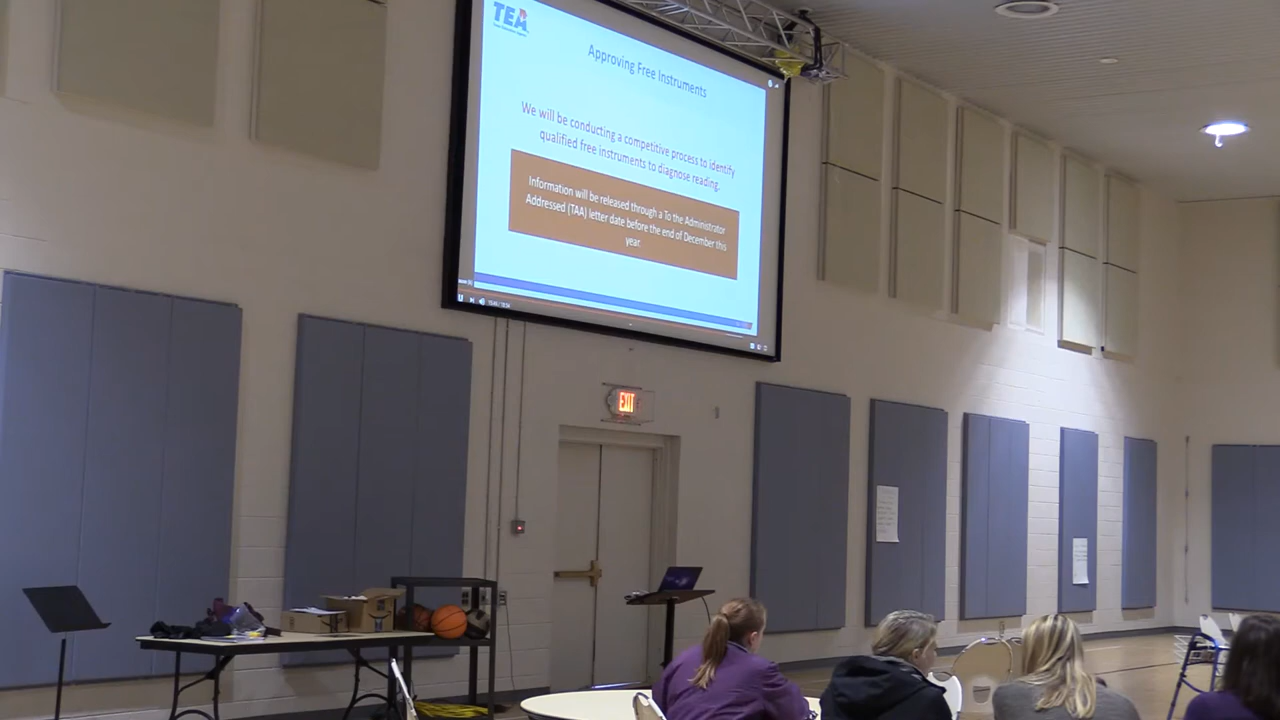 TEA
Approving Free Instruments
We will be conducting a competitive process to identify
qualified free instruments to diagnose reading.
Information will be released through a To the Administrator
Addressed (TAA) letter date before the end of December this
year.
EXIT